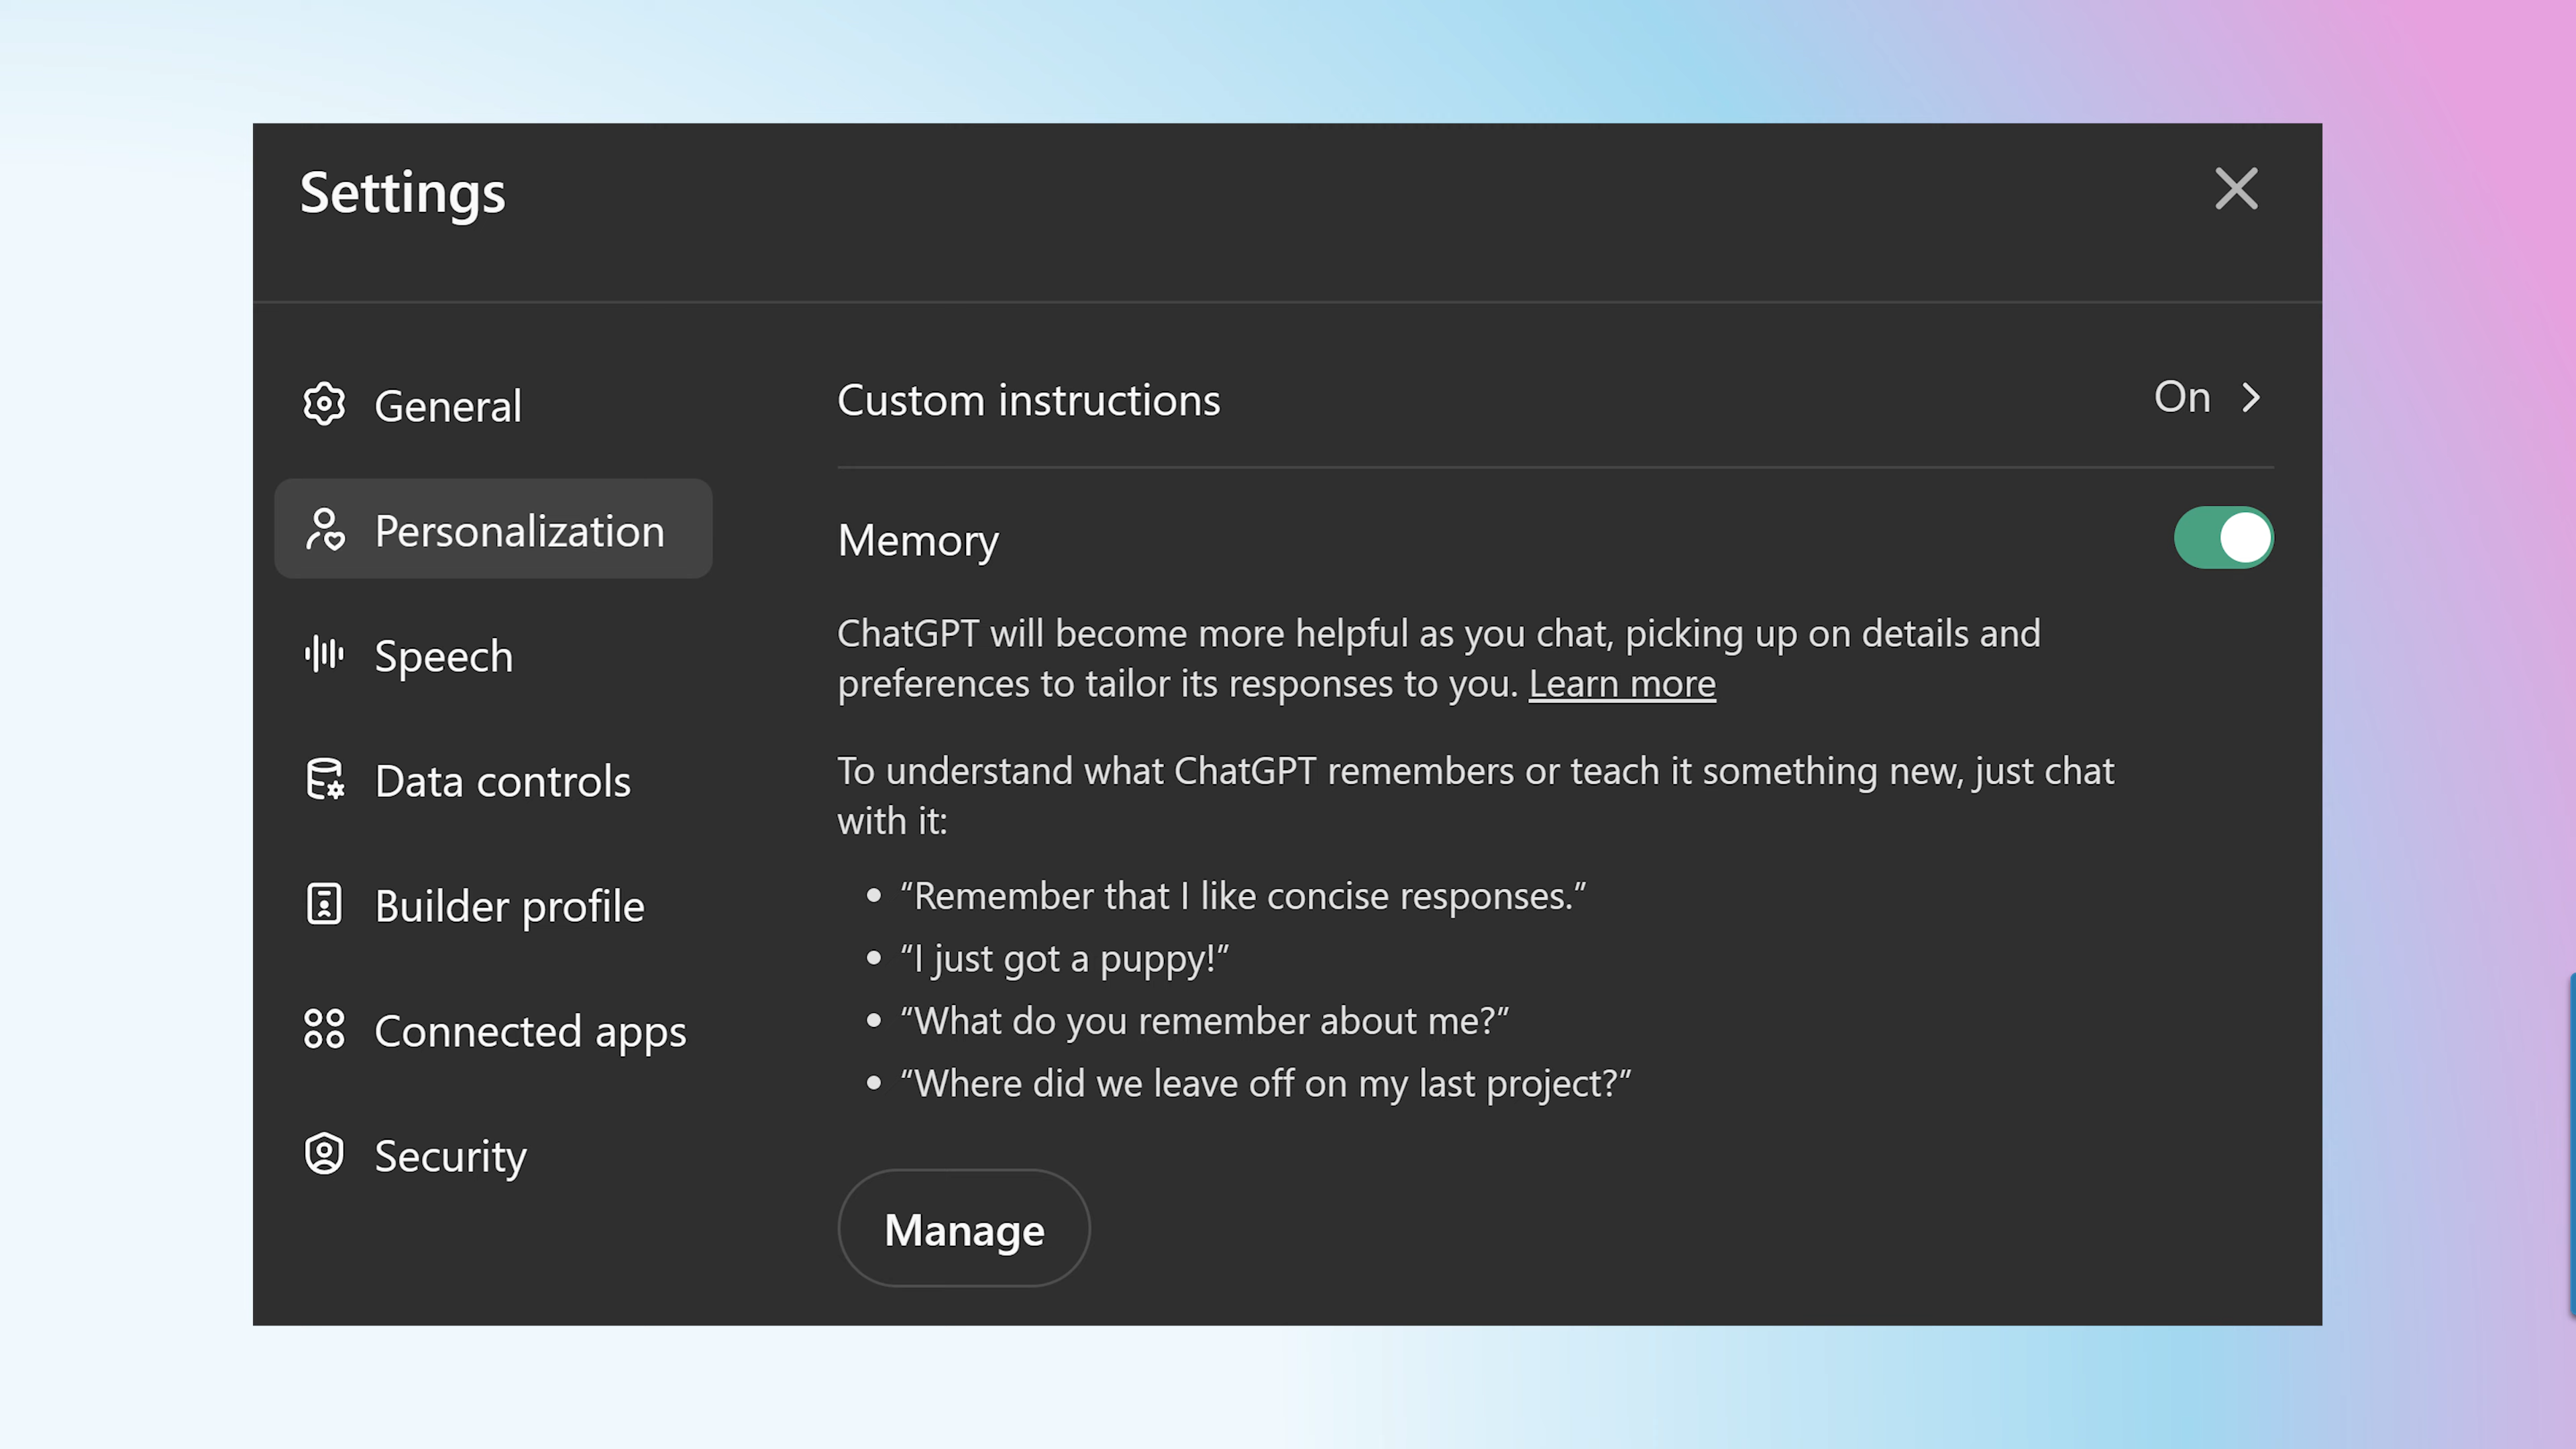 Settings
General
Personalization
Speech
Data controls
Builder profile
Connected apps
Security
Custom instructions
On
Memory
ChatGPT will become more helpful as you chat, picking up on details and
preferences to tailor its responses to you. Learn more
To understand what ChatGPT remembers or teach it something new, just chat
with it:
• “Remember that I like concise responses.”
• “I just got a puppy!”
• “What do you remember about me?”
• “Where did we leave off on my last project?”
Manage